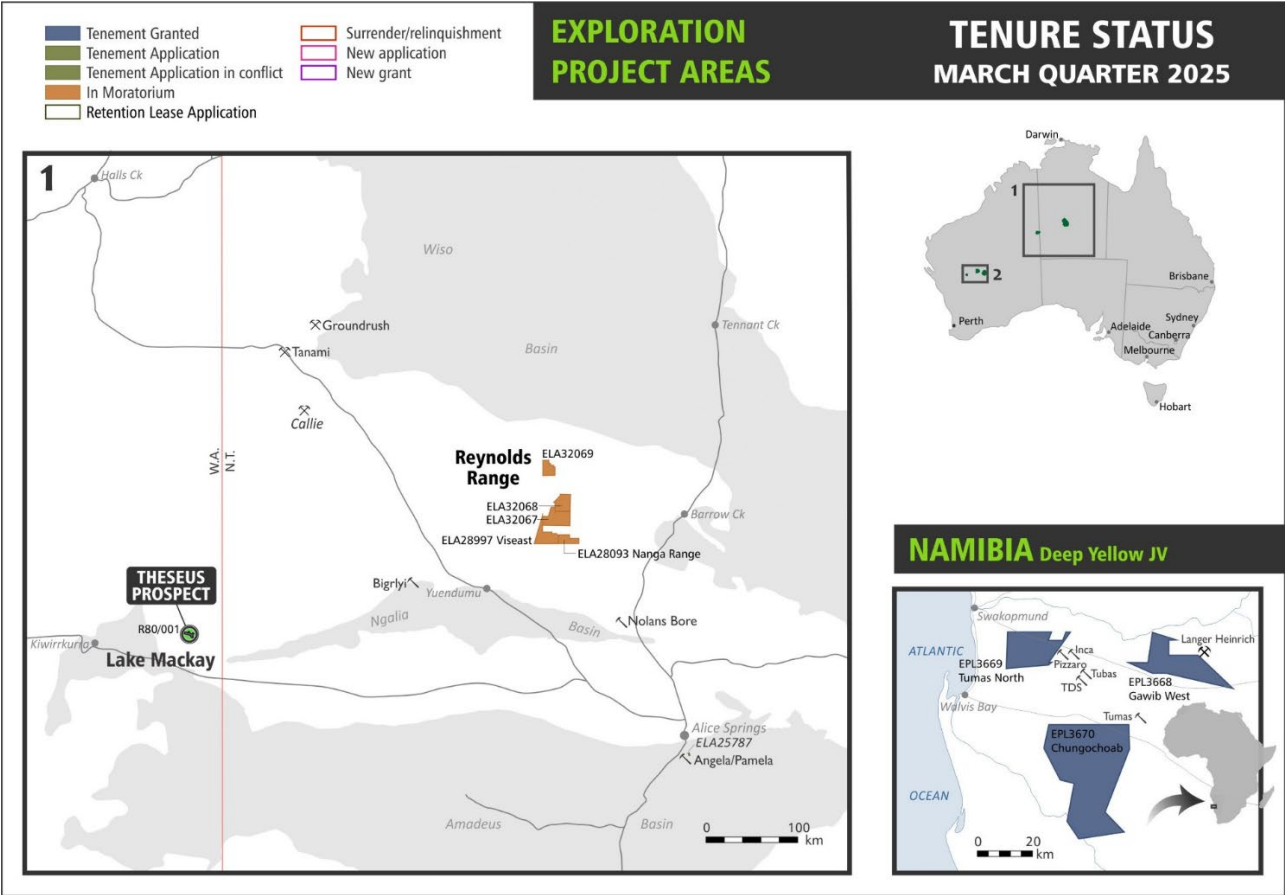 Tenement Granted
Tenement Application
Tenement Application in conflict
In Moratorium
Retention Lease Application
Surrender/relinquishment
New application
New grant
EXPLORATION
PROJECT AREAS
TENURE STATUS
MARCH QUARTER 2025
1
Halls Ck
Wiso
Groundrush
Tennant Ck
Basin
Tanami
Callie
W.A.
N.T.
Reynolds
Range
ELA32069
ELA32068
ELA32067
Barrow Ck
ELA28997 Viseast
ELA28093 Nanga Range
THESEUS
PROSPECT
Bigrlyi
Yuendumu
Ngalia
Basin
Nolans Bore
R80/001
Kiwirrkurra
Lake Mackay
Alice Springs
ELA25787
Angela/Pamela
Amadeus
Basin
0 100
km
Darwin
1
2
Brisbane
Perth
Sydney
Adelaide
Canberra
Melbourne
Hobart
NAMIBIA Deep Yellow JV
Swakopmund
ATLANTIC
Langer Heinrich
Inca
EPL3669
Tumas North
Pizzaro
Tubas
TDS
EPL3668
Gawib West
Walvis Bay
Tumas
EPL3670
Chungochoab
OCEAN
0 20
km